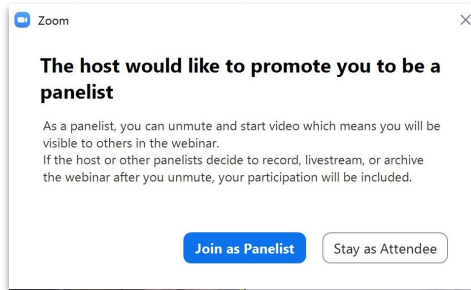 Zoom
The host would like to promote you to be a
panelist
As a panelist, you can unmute and start video which means you will be
visible to others in the webinar.
If the host or other panelists decide to record, livestream, or archive
the webinar after you unmute, your participation will be included.
Join as Panelist
Stay as Attendee